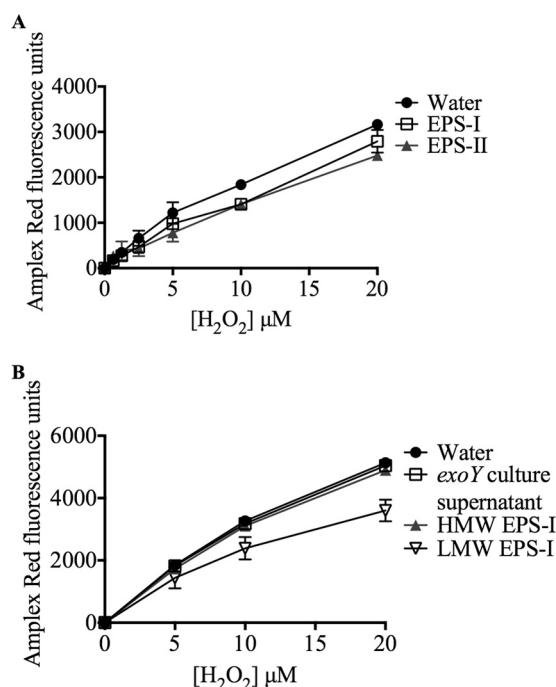 A
Amplex Red fluorescence units
4000
3000
2000
1000
0
0
5
10
15
20
[H₂O₂] μM
Water
EPS-I
EPS-II
B
Amplex Red fluorescence units
6000
4000
2000
0
0
5
10
15
20
[H₂O₂] μM
Water
exoY culture
supernatant
HMW EPS-I
LMW EPS-I